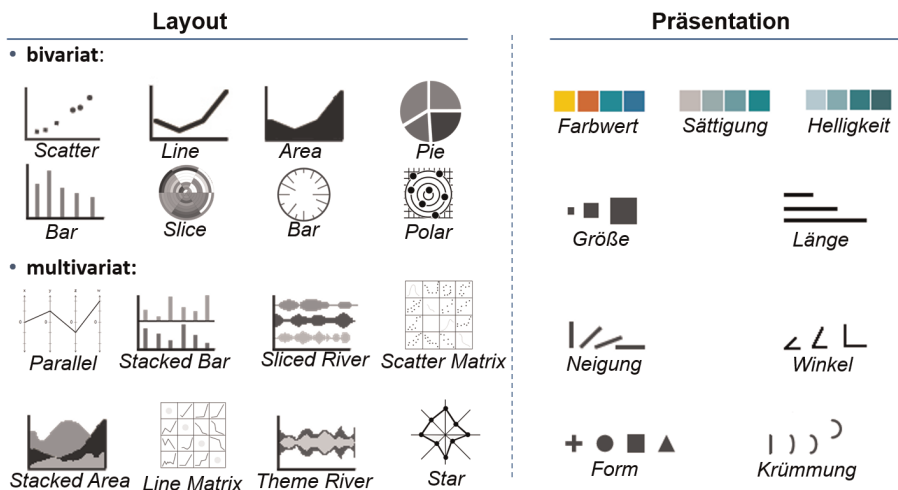 Layout
• bivariat:
Scatter Line Area Pie
Bar Slice Bar Polar
• multivariat:
Parallel Stacked Bar Sliced River Scatter Matrix
Stacked Area Line Matrix Theme River Star
Präsentation
Farbwert Sättigung Helligkeit
Größe Länge
Neigung Winkel
Form Krümmung